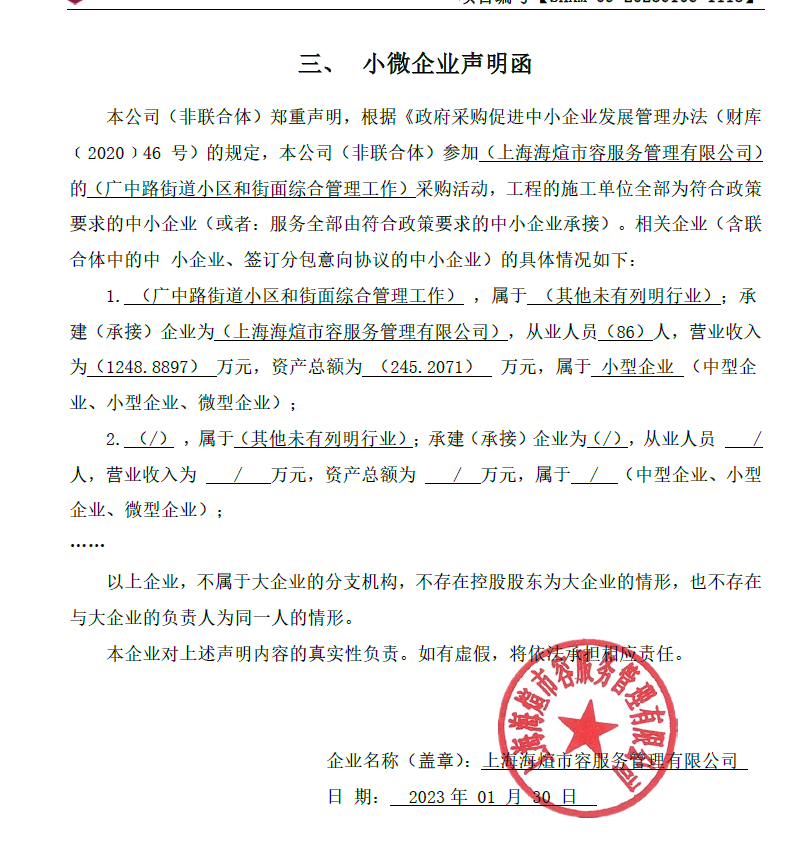 三、 小微企业声明函
本公司（非联合体）郑重声明，根据《政府采购促进中小企业发展管理办法（财库
﹝2020﹞46 号）的规定，本公司（非联合体）参加（上海海煊市容服务管理有限公司）
的（广中路街道小区和街面综合管理工作）采购活动，工程的施工单位全部为符合政策
要求的中小企业（或者：服务全部由符合政策要求的中小企业承接）。相关企业（含联
合体中的中 小企业、签订分包意向协议的中小企业）的具体情况如下：
1. （广中路街道小区和街面综合管理工作） ，属于 （其他未有列明行业）；承
建（承接）企业为（上海海煊市容服务管理有限公司），从业人员（86）人，营业收入
为（1248.8897） 万元，资产总额为 （245.2071） 万元，属于 小型企业 （中型企
业、小型企业、微型企业）；
2. （/） ，属于（其他未有列明行业）；承建（承接）企业为（/），从业人员 /
人，营业收入为 / 万元，资产总额为 / 万元，属于 / （中型企业、小型
企业、微型企业）；
……
以上企业，不属于大企业的分支机构，不存在控股股东为大企业的情形，也不存在
与大企业的负责人为同一人的情形。
本企业对上述声明内容的真实性负责。如有虚假，将依法承担相应责任。
上海海煊市容服务管理有限公司
企业名称（盖章）：上海海煊市容服务管理有限公司
日 期： 2023 年 01 月 30 日